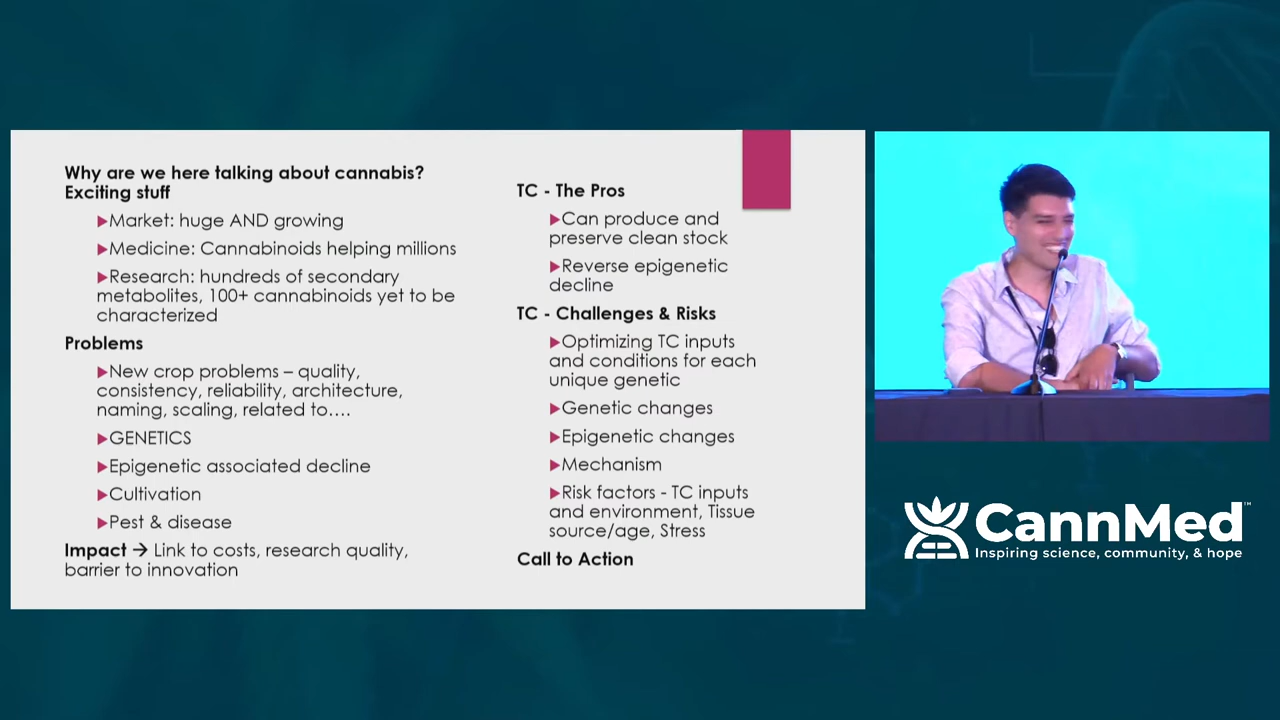 Why are we here talking about cannabis?
Exciting stuff
▶Market: huge AND growing
▶Medicine: Cannabinoids helping millions
▶Research: hundreds of secondary
metabolites, 100+ cannabinoids yet to be
characterized
Problems
▶New crop problems – quality,
consistency, reliability, architecture,
naming, scaling, related to….
▶GENETICS
▶Epigenetic associated decline
▶Cultivation
▶Pest & disease
Impact → Link to costs, research quality,
barrier to innovation
TC - The Pros
▶Can produce and
preserve clean stock
▶Reverse epigenetic
decline
TC - Challenges & Risks
▶Optimizing TC inputs
and conditions for each
unique genetic
▶Genetic changes
▶Epigenetic changes
▶Mechanism
▶Risk factors - TC inputs
and environment, Tissue
source/age, Stress
Call to Action
CannMed™
Inspiring science, community, & hope